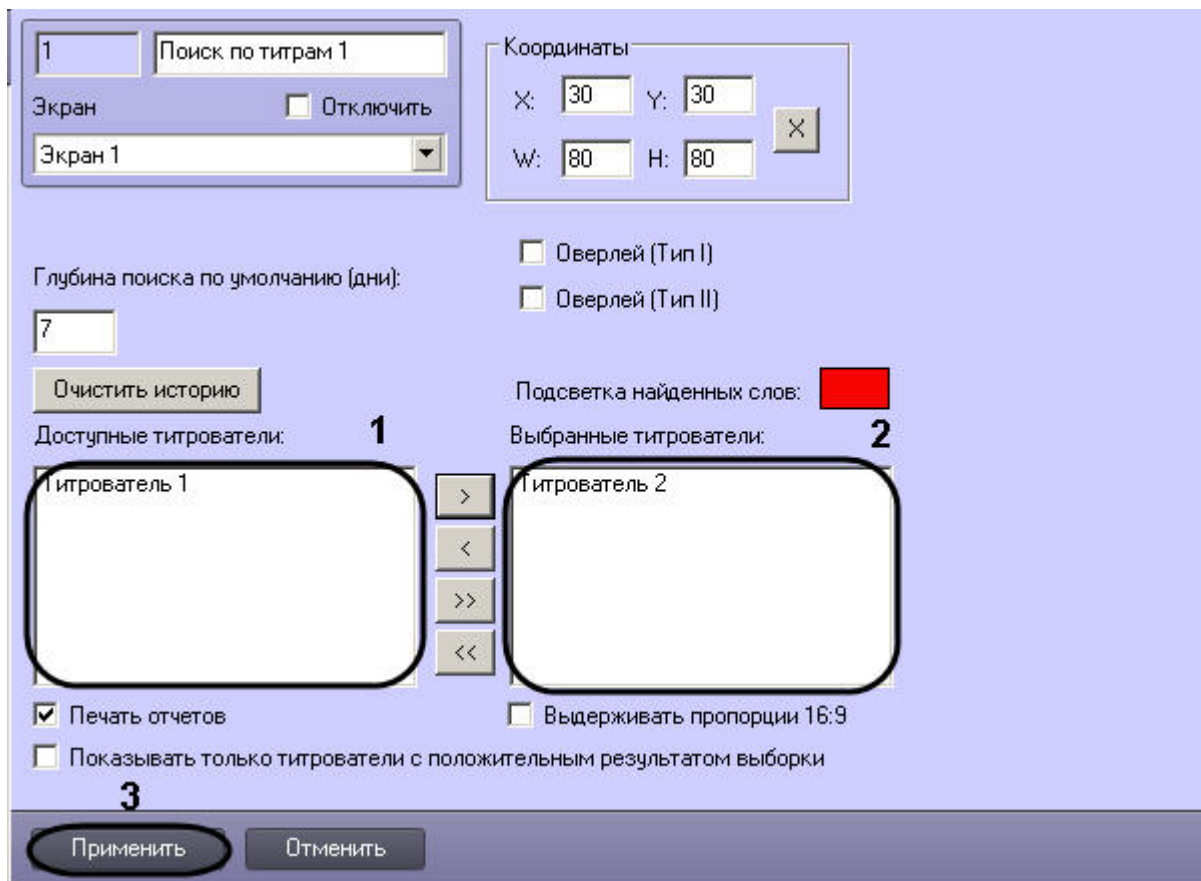 1 Поиск по титрам 1
Экран Отключить
Экран 1
Координаты
X: 30 Y: 30
X
W: 80 H: 80
Оверлей (Тип I)
Оверлей (Тип II)
Глубина поиска по умолчанию (дни):
7
Очистить историю
Подсветка найденных слов:
Доступные титрователи: 1
Выбранные титрователи: 2
Титрователь 1
Титрователь 2
>
<
>>
<<
Печать отчетов
Выдерживать пропорции 16:9
Показывать только титрователи с положительным результатом выборки
3
Применить Отменить